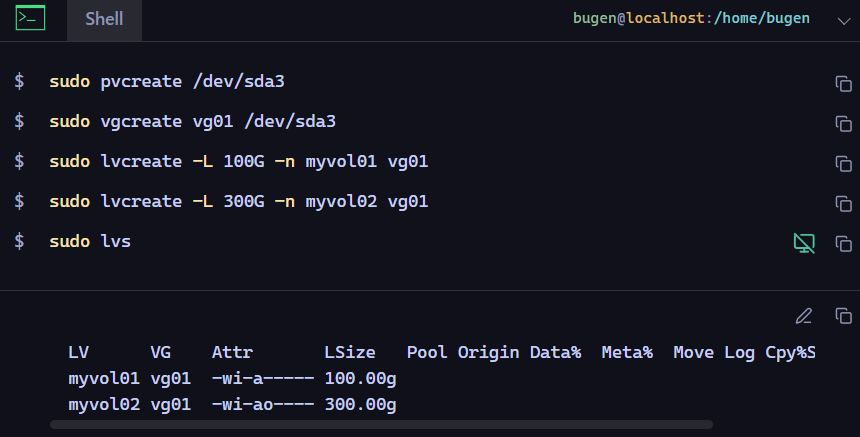 >_ Shell bugen@localhost:/home/bugen
$ sudo pvcreate /dev/sda3
$ sudo vgcreate vg01 /dev/sda3
$ sudo lvcreate -L 100G -n myvol01 vg01
$ sudo lvcreate -L 300G -n myvol02 vg01
$ sudo lvs
LV VG Attr LSize Pool Origin Data% Meta% Move Log Cpy%S
myvol01 vg01 -wi-a----- 100.00g
myvol02 vg01 -wi-ao---- 300.00g